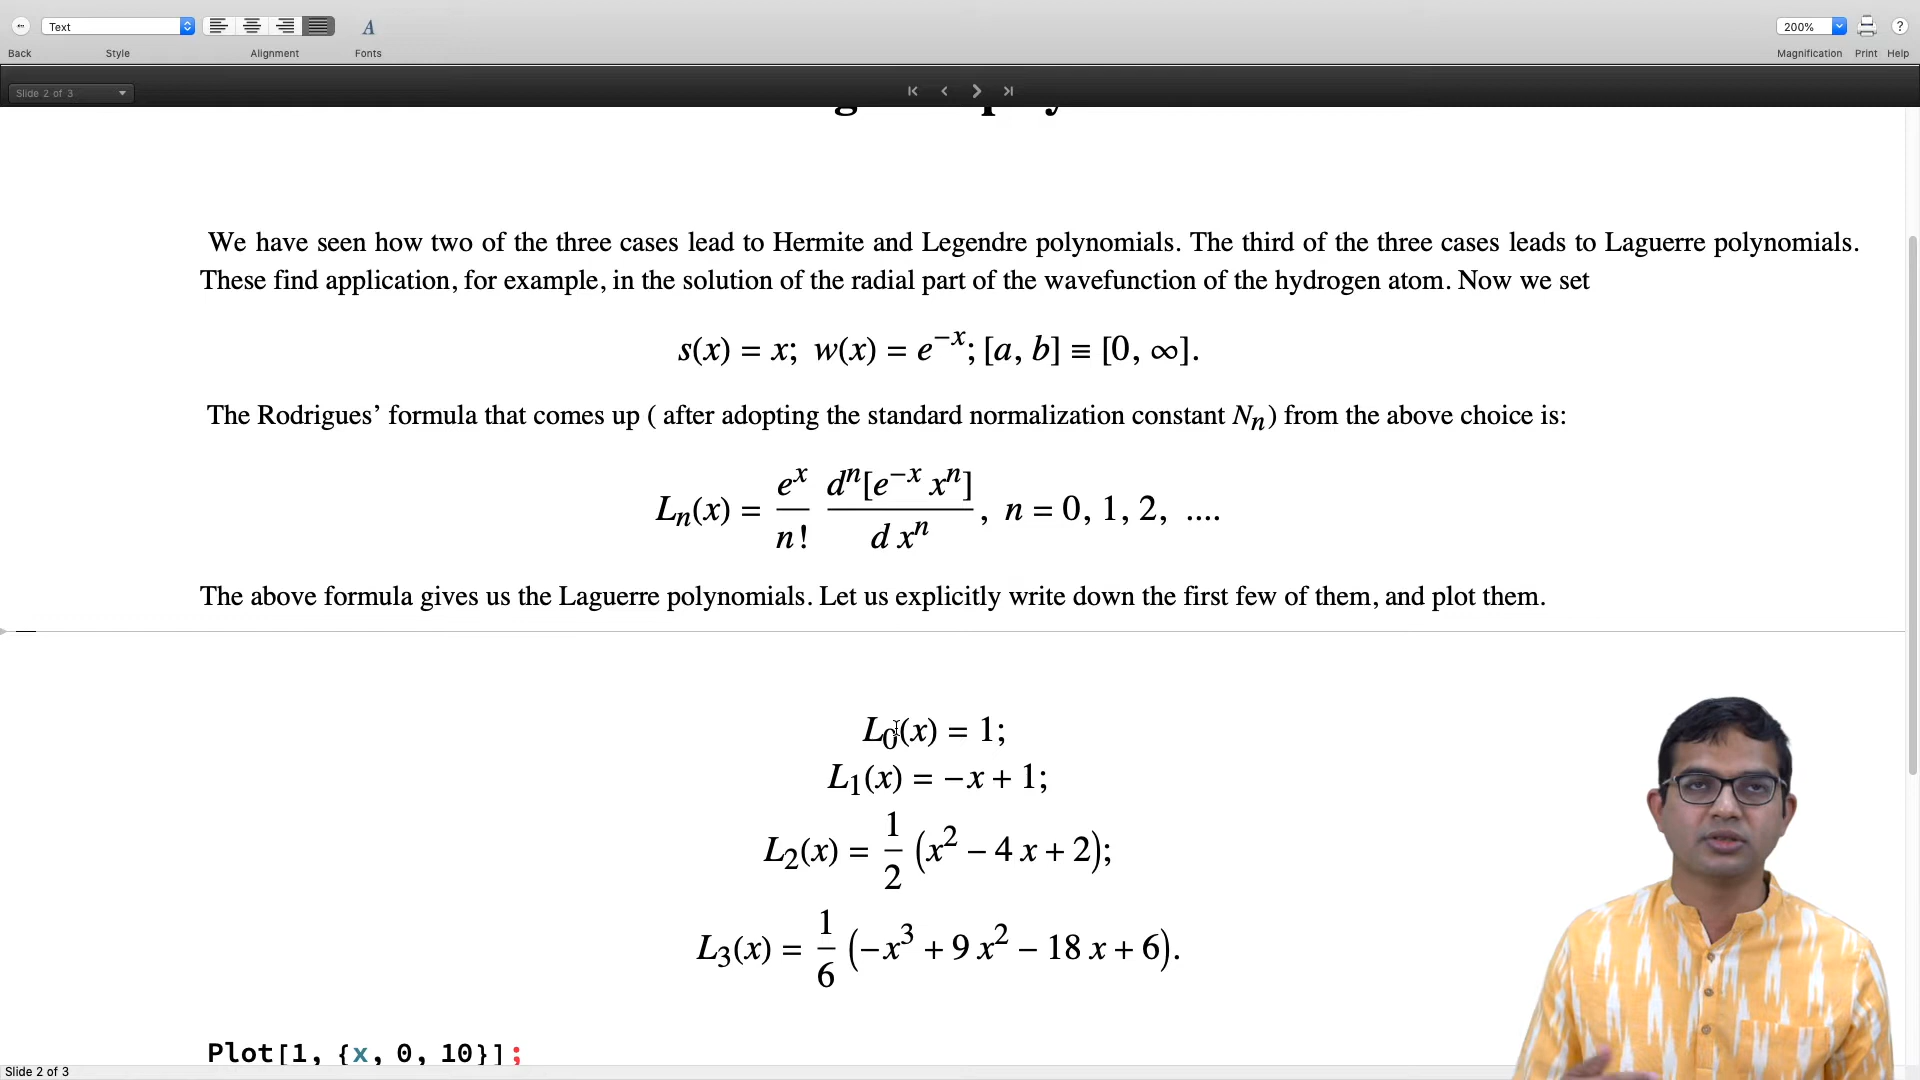 Text
200%
Back Style Alignment Fonts Magnification Print Help
Slide 2 of 3
We have seen how two of the three cases lead to Hermite and Legendre polynomials. The third of the three cases leads to Laguerre polynomials.
These find application, for example, in the solution of the radial part of the wavefunction of the hydrogen atom. Now we set
s(x) = x; w(x) = e^{-x}; [a, b] ≡ [0, ∞].
The Rodrigues’ formula that comes up ( after adopting the standard normalization constant N_n) from the above choice is:
L_n(x) = \frac{e^x}{n!} \frac{d^n[e^{-x} x^n]}{d x^n}, n = 0, 1, 2, ....
The above formula gives us the Laguerre polynomials. Let us explicitly write down the first few of them, and plot them.
L_0(x) = 1;
L_1(x) = −x + 1;
L_2(x) = \frac{1}{2} (x^2 − 4 x + 2);
L_3(x) = \frac{1}{6} (−x^3 + 9 x^2 − 18 x + 6).
Plot[1, {x, 0, 10}];
Slide 2 of 3